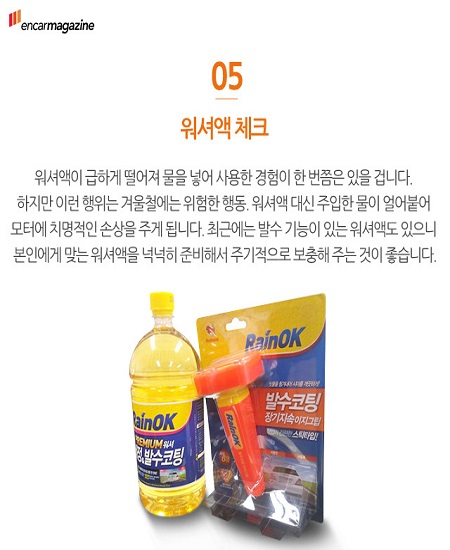 encarmagazine
05
워셔액 체크
워셔액이 급하게 떨어져 물을 넣어 사용한 경험이 한 번쯤은 있을 겁니다.
하지만 이런 행위는 겨울철에는 위험한 행동. 워셔액 대신 주입한 물이 얼어붙어
모터에 치명적인 손상을 주게 됩니다. 최근에는 발수 기능이 있는 워셔액도 있으니
본인에게 맞는 워셔액을 넉넉히 준비해서 주기적으로 보충해 주는 것이 좋습니다.
RainOK
발수코팅
장기지속 이지그립
스틱타입!
RainOK
RainOK
PREMIUM 워셔
발수코팅